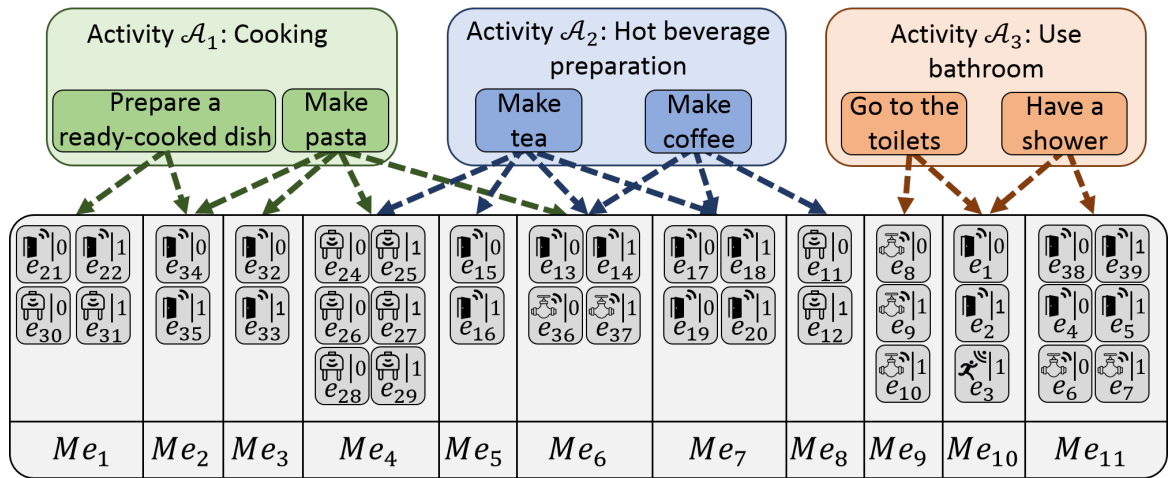 Activity 𝒜₁: Cooking
Prepare a
ready-cooked dish
Make
pasta
Activity 𝒜₂: Hot beverage
preparation
Make
tea
Make
coffee
Activity 𝒜₃: Use
bathroom
Go to the
toilets
Have a
shower
|0 |1 |0 |0 |0 |1 |0 |0 |1 |0 |1 |0 |0 |0 |0 |1
e₂₁ e₂₂ e₃₄ e₃₂ e₂₄ e₂₅ e₁₅ e₁₃ e₁₄ e₁₇ e₁₈ e₁₁ e₈ e₁ e₃₈ e₃₉
|0 |1 |1 |1 |0 |1 |1 |0 |1 |0 |1 |1 |1 |1 |0 |1
e₃₀ e₃₁ e₃₅ e₃₃ e₂₆ e₂₇ e₁₆ e₃₆ e₃₇ e₁₉ e₂₀ e₁₂ e₉ e₂ e₄ e₅
|0 |1 |1 |1 |0 |1
e₂₈ e₂₉ e₁₀ e₃ e₆ e₇
Me₁ Me₂ Me₃ Me₄ Me₅ Me₆ Me₇ Me₈ Me₉ Me₁₀ Me₁₁